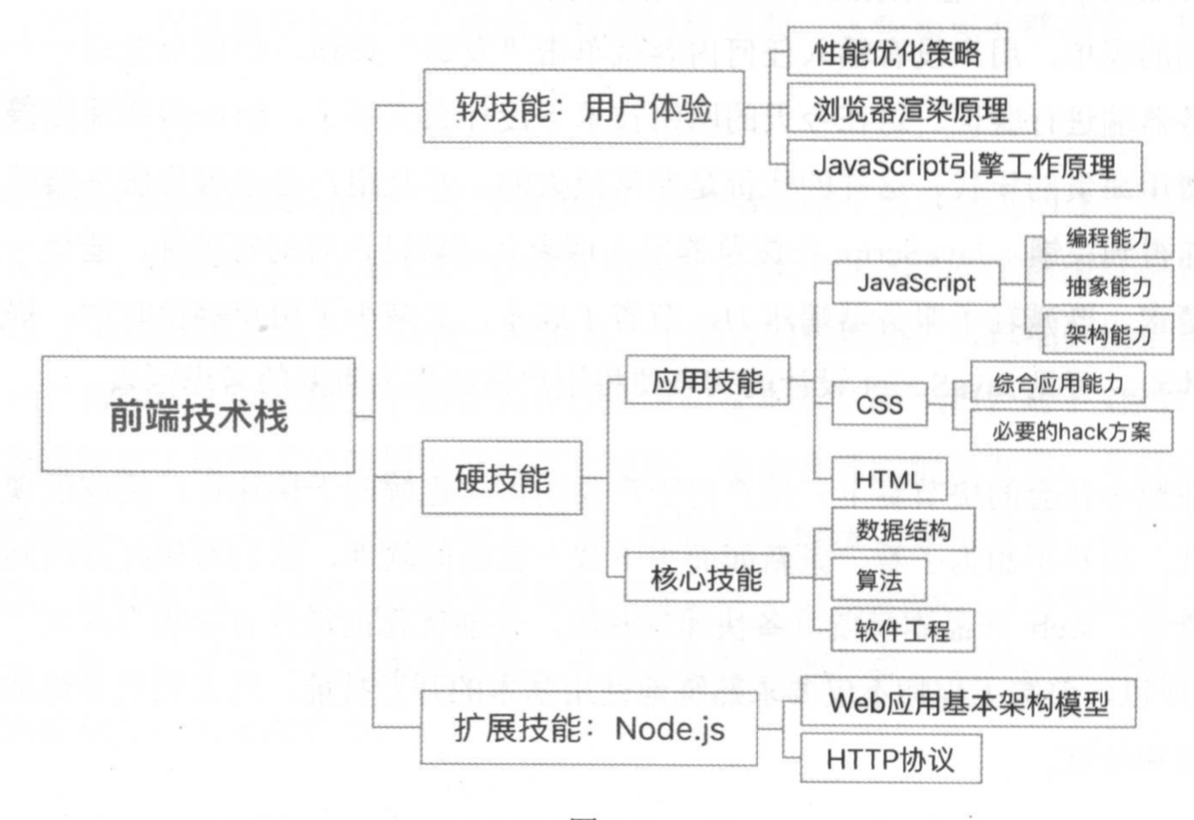 前端技术栈
软技能：用户体验
性能优化策略
浏览器渲染原理
JavaScript引擎工作原理
硬技能
应用技能
JavaScript
编程能力
抽象能力
架构能力
CSS
综合应用能力
必要的hack方案
HTML
核心技能
数据结构
算法
软件工程
扩展技能：Node.js
Web应用基本架构模型
HTTP协议